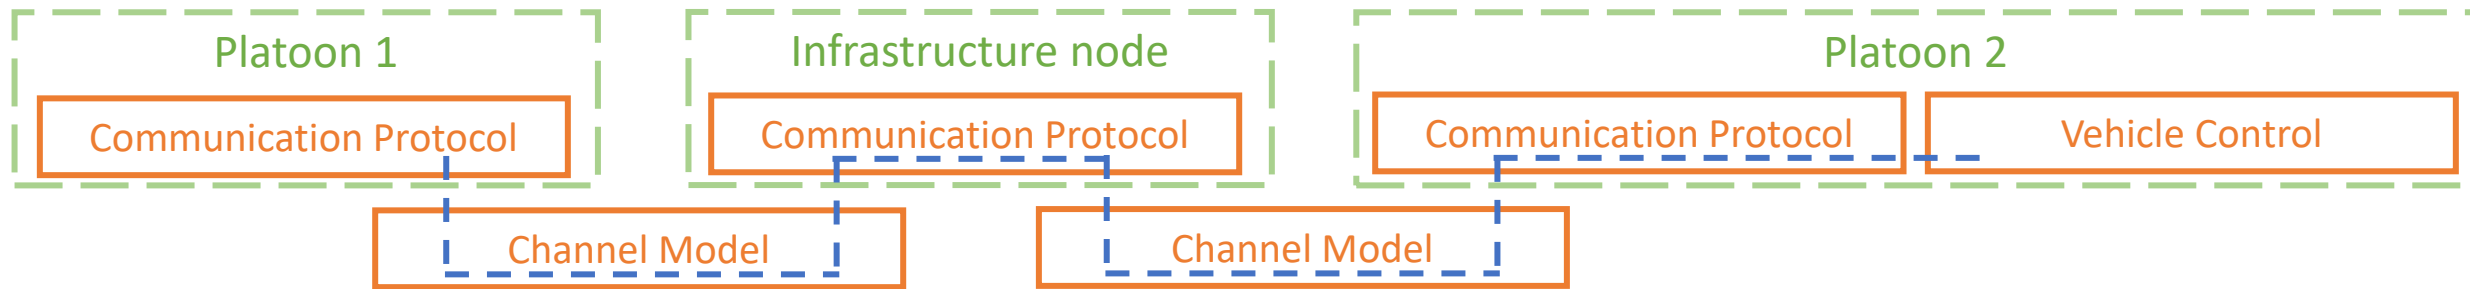 Platoon 1
Infrastructure node
Platoon 2
Communication Protocol
Communication Protocol
Communication Protocol
Vehicle Control
Channel Model
Channel Model